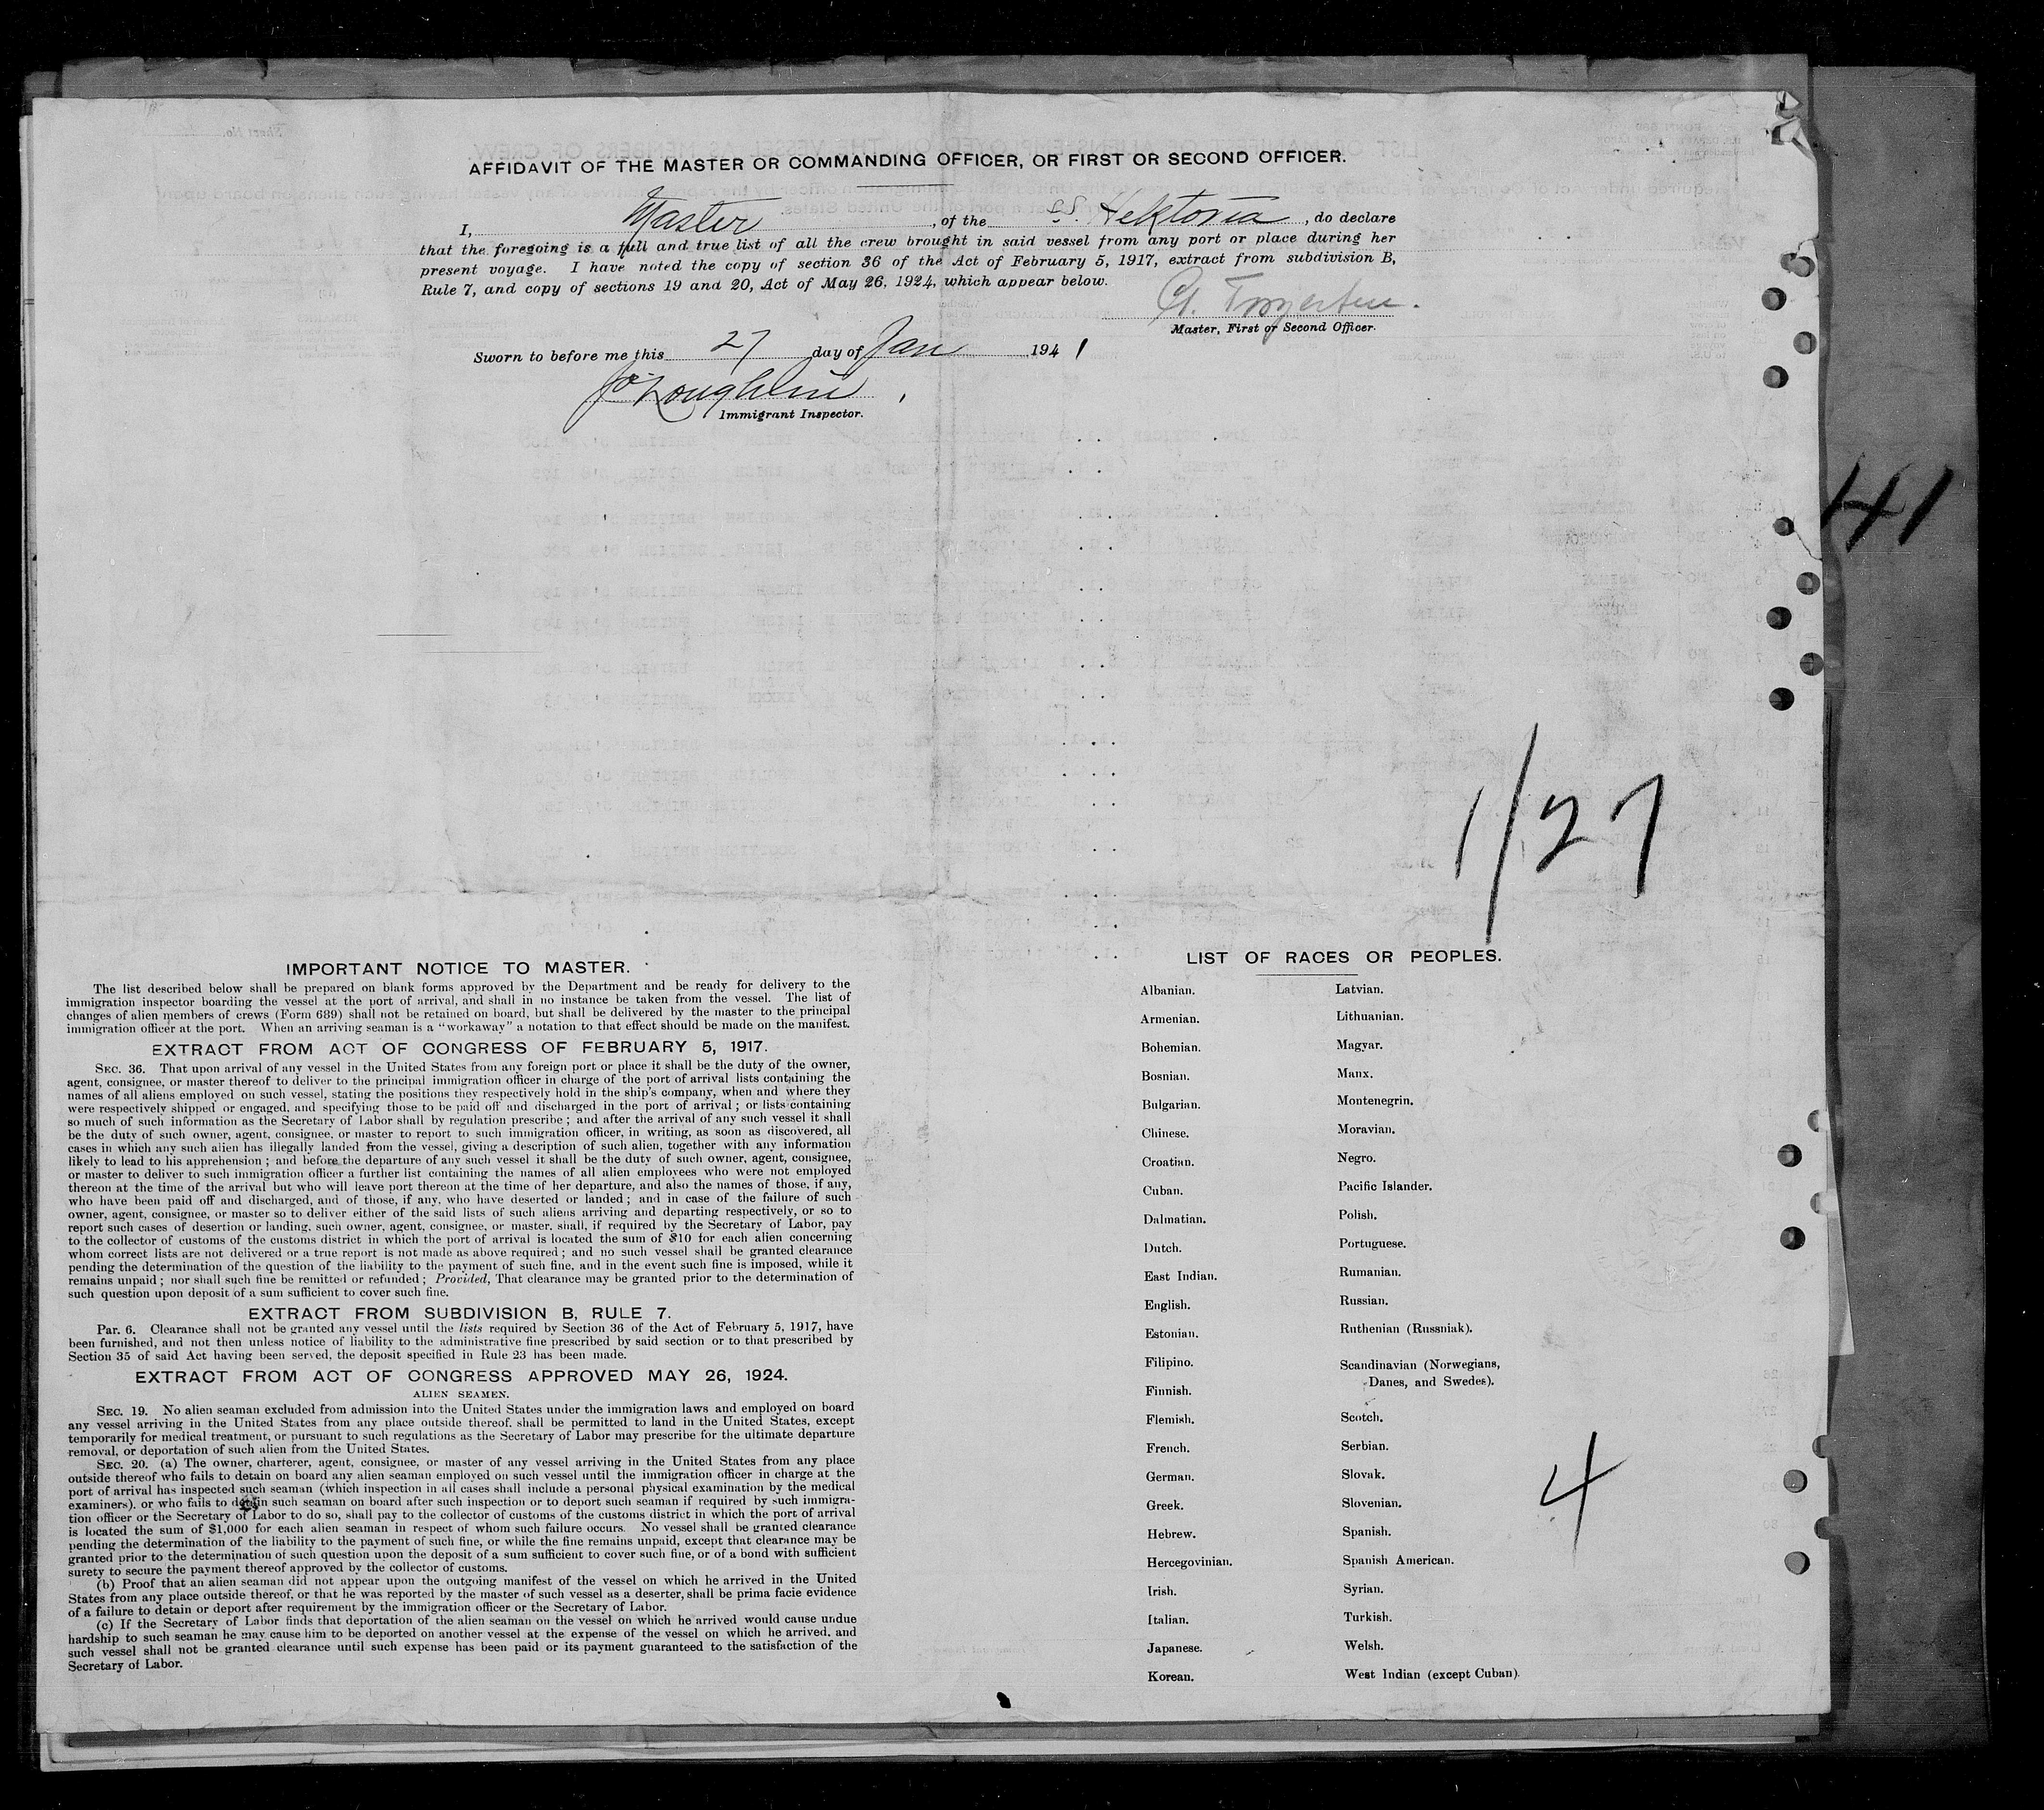 AFFIDAVIT OF THE MASTER OR COMMANDING OFFICER, OR FIRST OR SECOND OFFICER.
I, Master, of the S.S. Hektoria, do declare
that the foregoing is a full and true list of all the crew brought in said vessel from any port or place during her
present voyage. I have noted the copy of section 36 of the Act of February 5, 1917, extract from subdivision B,
Rule 7, and copy of sections 19 and 20, Act of May 26, 1924, which appear below.
Master, First or Second Officer.
Sworn to before me this 27 day of Jan 1941
Immigrant Inspector.
41
1/27
IMPORTANT NOTICE TO MASTER.
The list described below shall be prepared on blank forms approved by the Department and be ready for delivery to the
immigration inspector boarding the vessel at the port of arrival, and shall in no instance be taken from the vessel. The list of
changes of alien members of crews (Form 689) shall not be retained on board, but shall be delivered by the master to the principal
immigration officer at the port. When an arriving seaman is a "workaway" a notation to that effect should be made on the manifest.
EXTRACT FROM ACT OF CONGRESS OF FEBRUARY 5, 1917.
SEC. 36. That upon arrival of any vessel in the United States from any foreign port or place it shall be the duty of the owner,
agent, consignee, or master thereof to deliver to the principal immigration officer in charge of the port of arrival lists containing the
names of all aliens employed on such vessel, stating the positions they respectively hold in the ship's company, when and where they
were respectively shipped or engaged, and specifying those to be paid off and discharged in the port of arrival; or lists containing
so much of such information as the Secretary of Labor shall by regulation prescribe; and after the arrival of any such vessel it shall
be the duty of such owner, agent, consignee, or master to report to such immigration officer, in writing, as soon as discovered, all
cases in which any such alien has illegally landed from the vessel, giving a description of such alien, together with any information
likely to lead to his apprehension; and before the departure of any such vessel it shall be the duty of such owner, agent, consignee,
or master to deliver to such immigration officer a further list containing the names of all alien employees who were not employed
thereon at the time of the arrival but who will leave port thereon at the time of her departure, and also the names of those, if any,
who have been paid off and discharged, and of those, if any, who have deserted or landed; and in case of the failure of such
owner, agent, consignee, or master so to deliver either of the said lists of such aliens arriving and departing respectively, or so to
report such cases of desertion or landing, such owner, agent, consignee, or master, shall, if required by the Secretary of Labor, pay
to the collector of customs of the customs district in which the port of arrival is located the sum of $10 for each alien concerning
whom correct lists are not delivered or a true report is not made as above required; and no such vessel shall be granted clearance
pending the determination of the question of the liability to the payment of such fine, and in the event such fine is imposed, while it
remains unpaid; nor shall such fine be remitted or refunded; Provided, That clearance may be granted prior to the determination of
such question upon deposit of a sum sufficient to cover such fine.
EXTRACT FROM SUBDIVISION B, RULE 7.
Par. 6. Clearance shall not be granted any vessel until the lists required by Section 36 of the Act of February 5, 1917, have
been furnished, and not then unless notice of liability to the administrative fine prescribed by said section or to that prescribed by
Section 35 of said Act having been served, the deposit specified in Rule 23 has been made.
EXTRACT FROM ACT OF CONGRESS APPROVED MAY 26, 1924.
ALIEN SEAMEN.
SEC. 19. No alien seaman excluded from admission into the United States under the immigration laws and employed on board
any vessel arriving in the United States from any place outside thereof, shall be permitted to land in the United States, except
temporarily for medical treatment, or pursuant to such regulations as the Secretary of Labor may prescribe for the ultimate departure
removal, or deportation of such alien from the United States.
SEC. 20. (a) The owner, charterer, agent, consignee, or master of any vessel arriving in the United States from any place
outside thereof who fails to detain on board any alien seaman employed on such vessel until the immigration officer in charge at the
port of arrival has inspected such seaman (which inspection in all cases shall include a personal physical examination by the medical
examiners), or who fails to detain such seaman on board after such inspection or to deport such seaman if required by such immigra-
tion officer or the Secretary of Labor to do so, shall pay to the collector of customs of the customs district in which the port of arrival
is located the sum of $1,000 for each alien seaman in respect of whom such failure occurs. No vessel shall be granted clearance
pending the determination of the liability to the payment of such fine, or while the fine remains unpaid, except that clearance may be
granted prior to the determination of such question upon the deposit of a sum sufficient to cover such fine, or of a bond with sufficient
surety to secure the payment thereof approved by the collector of customs.
(b) Proof that an alien seaman did not appear upon the outgoing manifest of the vessel on which he arrived in the United
States from any place outside thereof, or that he was reported by the master of such vessel as a deserter, shall be prima facie evidence
of a failure to detain or deport after requirement by the immigration officer or the Secretary of Labor.
(c) If the Secretary of Labor finds that deportation of the alien seaman on the vessel on which he arrived would cause undue
hardship to such seaman he may cause him to be deported on another vessel at the expense of the vessel on which he arrived, and
such vessel shall not be granted clearance until such expense has been paid or its payment guaranteed to the satisfaction of the
Secretary of Labor.
LIST OF RACES OR PEOPLES.
Albanian.
Armenian.
Bohemian.
Bosnian.
Bulgarian.
Chinese.
Croatian.
Cuban.
Dalmatian.
Dutch.
East Indian.
English.
Estonian.
Filipino.
Finnish.
Flemish.
French.
German.
Greek.
Hebrew.
Hercegovinian.
Irish.
Italian.
Japanese.
Korean.
Latvian.
Lithuanian.
Magyar.
Manx.
Montenegrin.
Moravian.
Negro.
Pacific Islander.
Polish.
Portuguese.
Rumanian.
Russian.
Ruthenian (Russniak).
Scandinavian (Norwegians,
Danes, and Swedes).
Scotch.
Serbian.
Slovak.
Slovenian.
Spanish.
Spanish American.
Syrian.
Turkish.
Welsh.
West Indian (except Cuban).
4